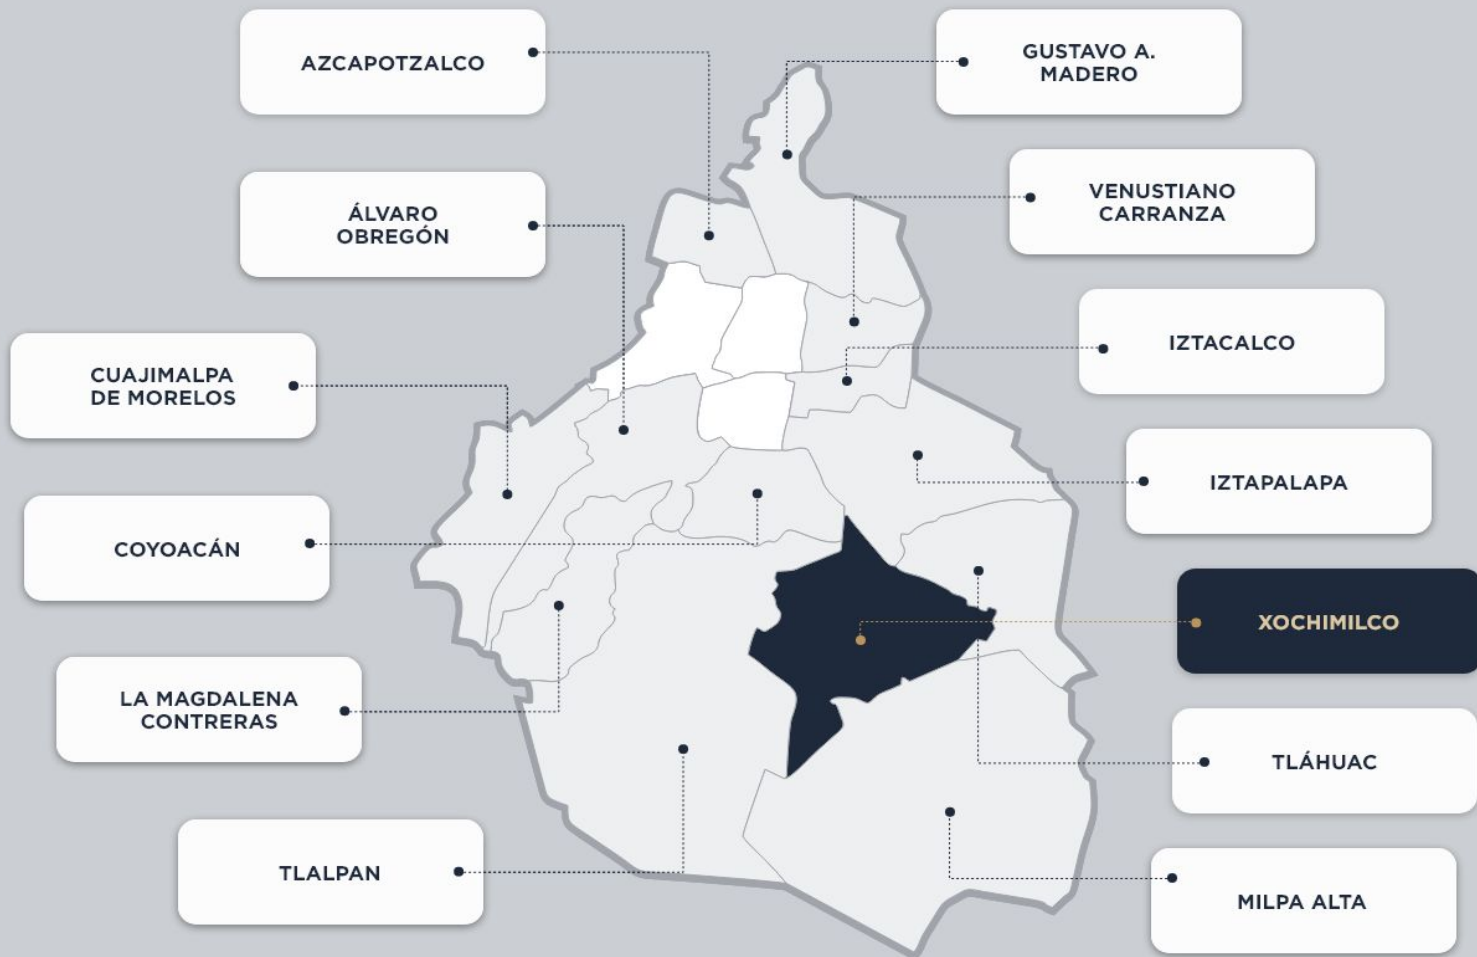 AZCAPOTZALCO
GUSTAVO A.
MADERO
ÁLVARO
OBREGÓN
VENUSTIANO
CARRANZA
CUAJIMALPA
DE MORELOS
IZTACALCO
COYOACÁN
IZTAPALAPA
LA MAGDALENA
CONTRERAS
XOCHIMILCO
TLÁHUAC
TLALPAN
MILPA ALTA